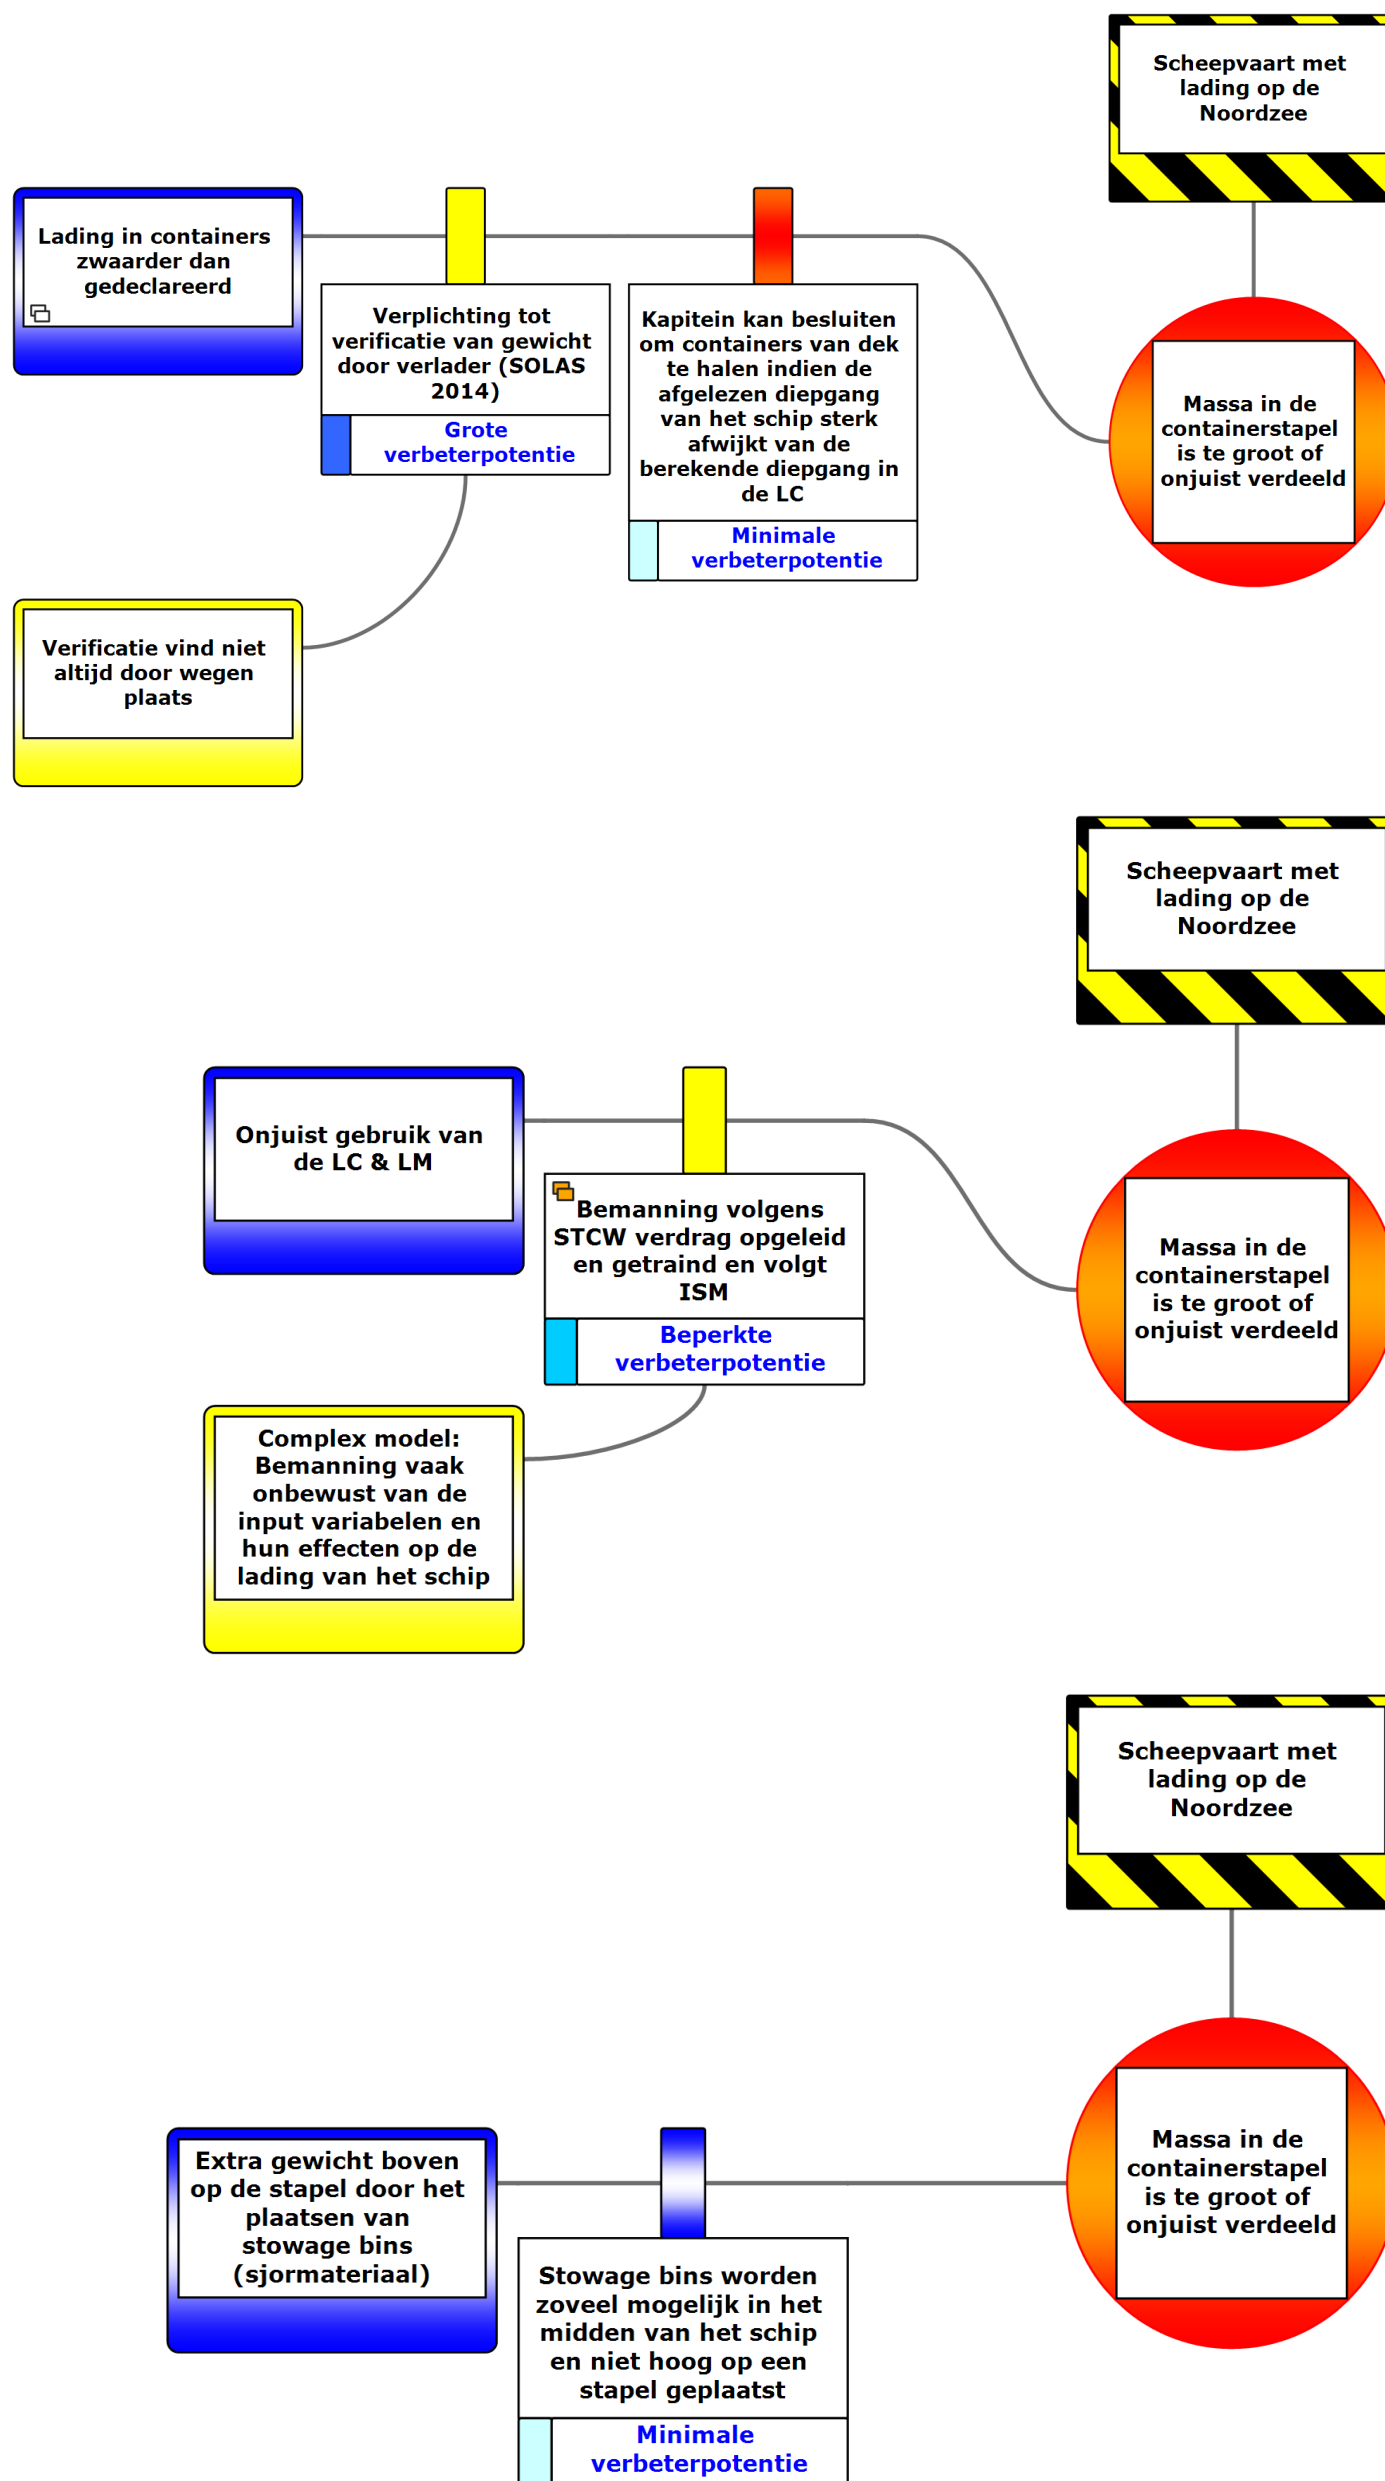 Scheepvaart met
lading op de
Noordzee
Lading in containers
zwaarder dan
gedeclareerd
Verplichting tot
verificatie van gewicht
door verlader (SOLAS
2014)
Grote
verbeterpotentie
Kapitein kan besluiten
om containers van dek
te halen indien de
afgelezen diepgang
van het schip sterk
afwijkt van de
berekende diepgang in
de LC
Minimale
verbeterpotentie
Massa in de
containerstapel
is te groot of
onjuist verdeeld
Verificatie vind niet
altijd door wegen
plaats
Scheepvaart met
lading op de
Noordzee
Onjuist gebruik van
de LC & LM
Bemanning volgens
STCW verdrag opgeleid
en getraind en volgt
ISM
Beperkte
verbeterpotentie
Massa in de
containerstapel
is te groot of
onjuist verdeeld
Complex model:
Bemanning vaak
onbewust van de
input variabelen en
hun effecten op de
lading van het schip
Scheepvaart met
lading op de
Noordzee
Extra gewicht boven
op de stapel door het
plaatsen van
stowage bins
(sjormateriaal)
Stowage bins worden
zoveel mogelijk in het
midden van het schip
en niet hoog op een
stapel geplaatst
Minimale
verbeterpotentie
Massa in de
containerstapel
is te groot of
onjuist verdeeld